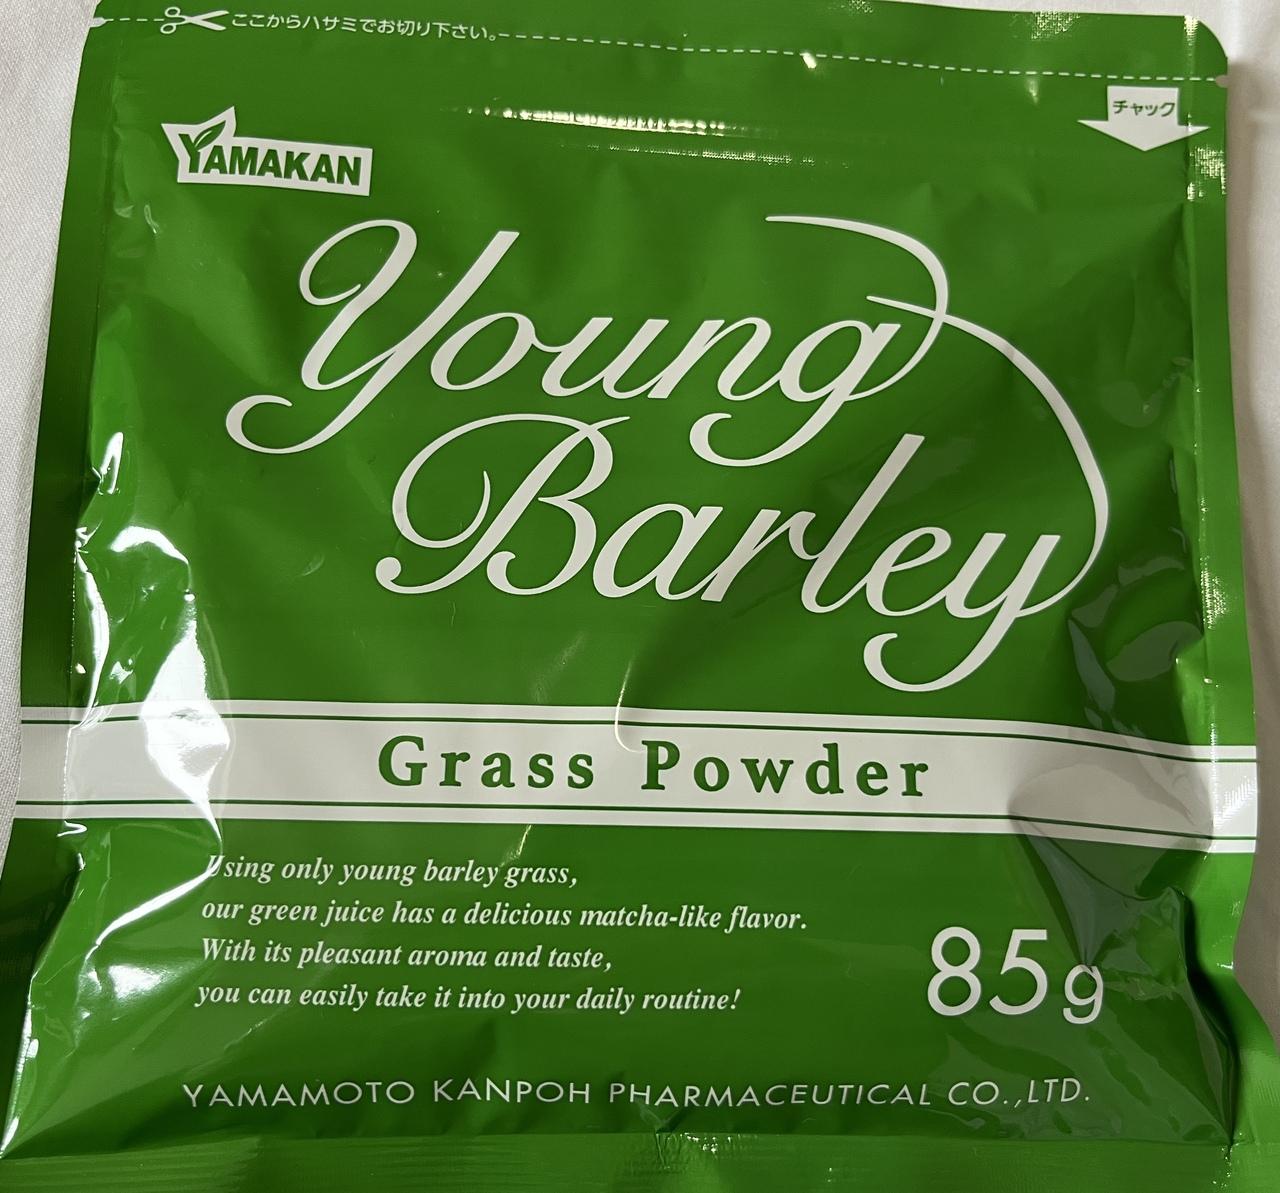 ここからハサミでお切り下さい。
チャック
YAMAKAN
Young
Barley
Grass Powder
Using only young barley grass,
our green juice has a delicious matcha-like flavor.
With its pleasant aroma and taste,
you can easily take it into your daily routine!
85g
YAMAMOTO KANPOH PHARMACEUTICAL CO.,LTD.